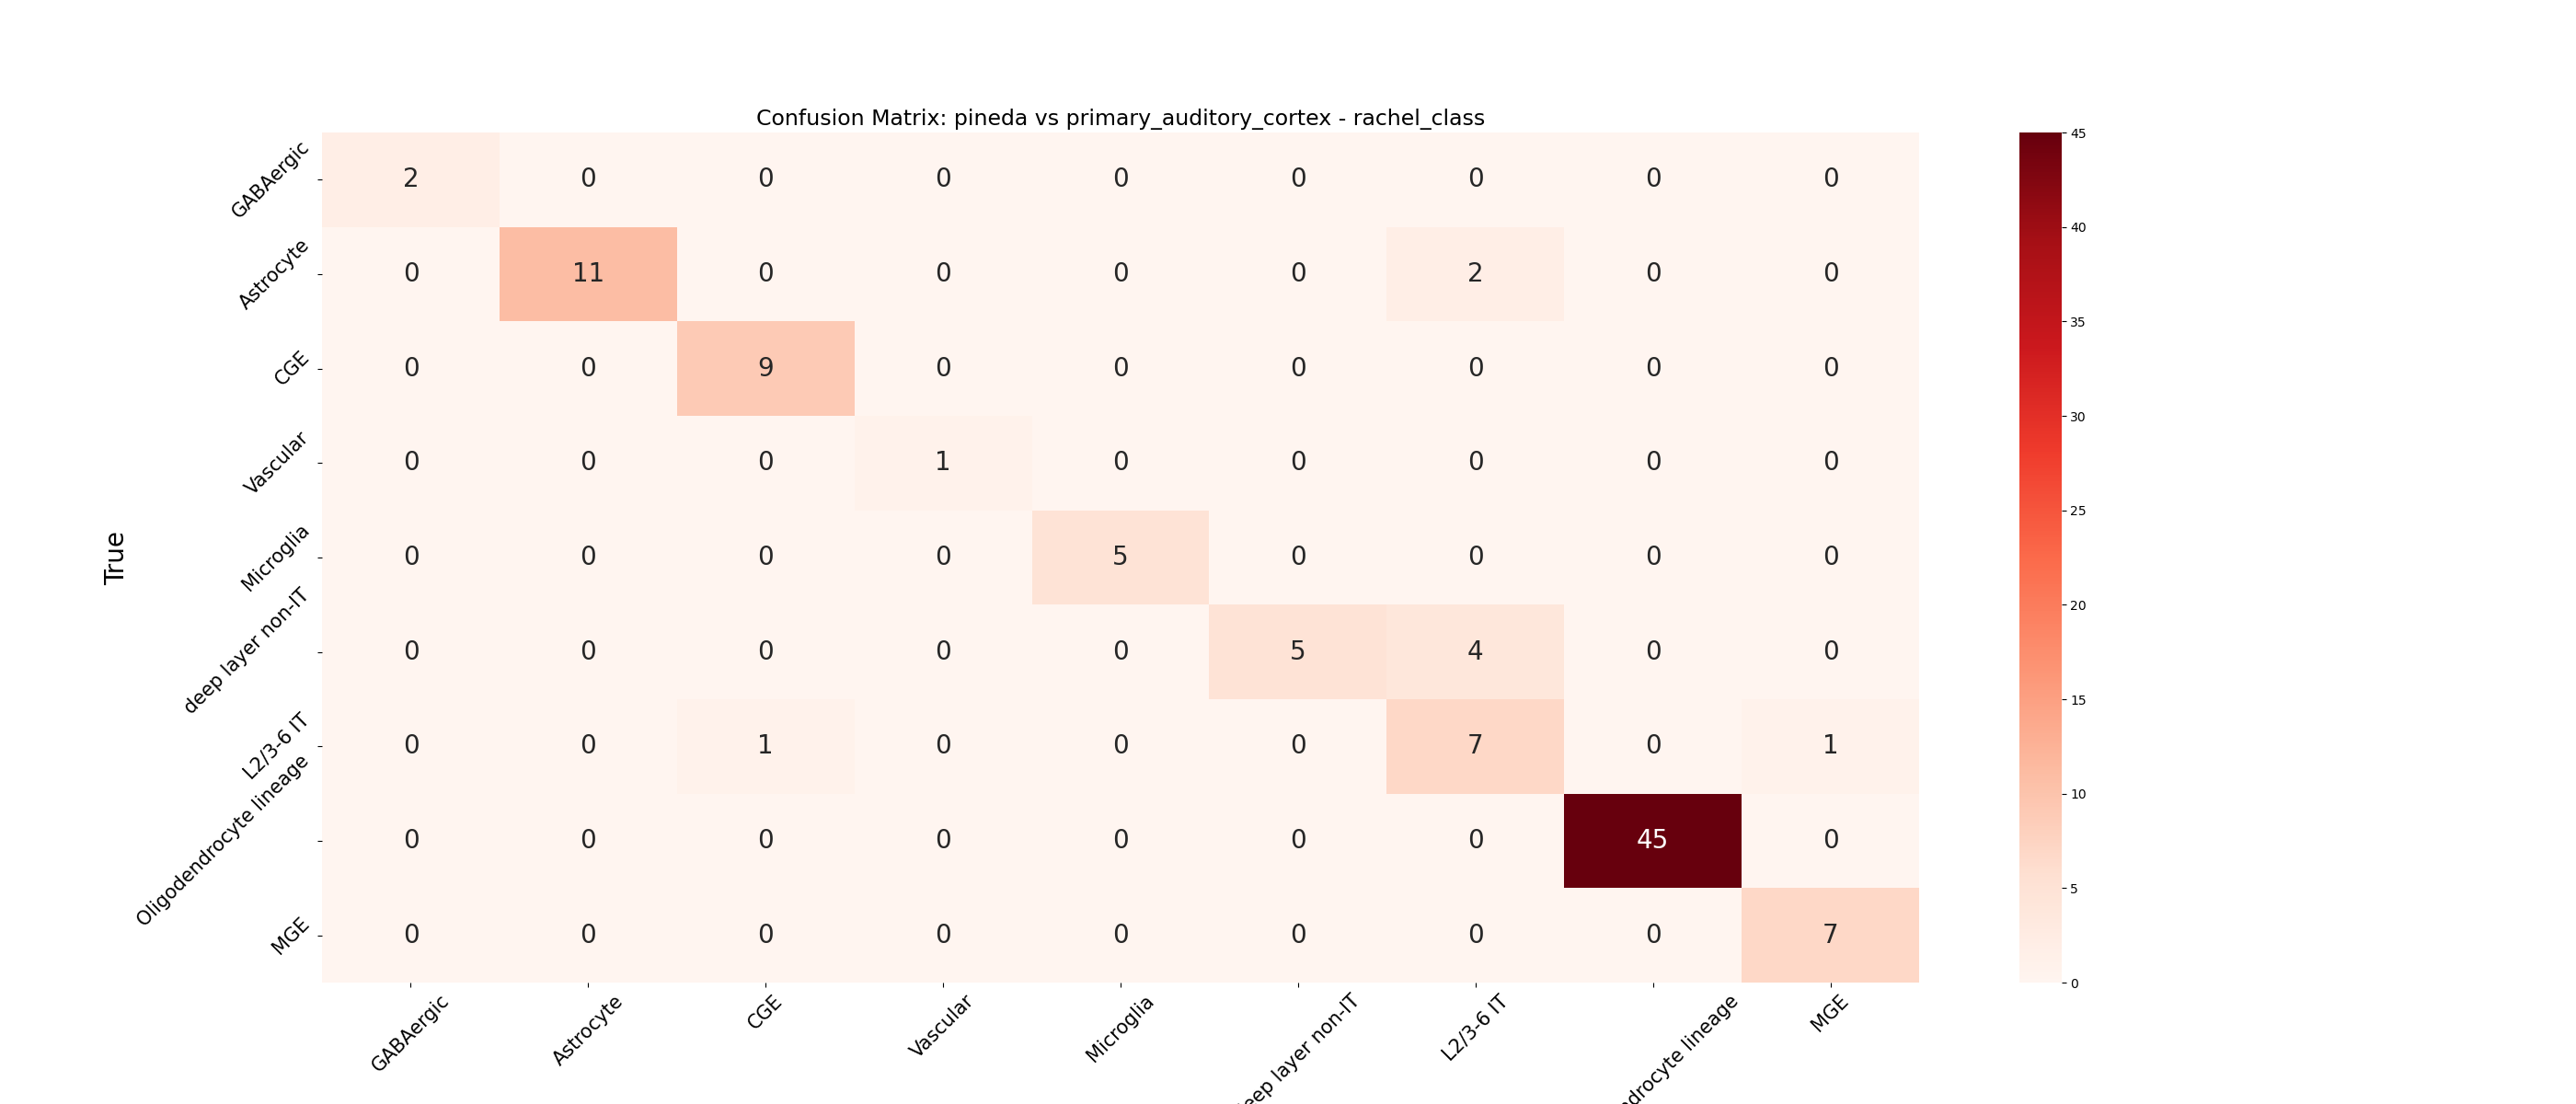 Confusion Matrix: pineda vs primary_auditory_cortex - rachel_class
True
GABAergic 2 0 0 0 0 0 0 0 0
Astrocyte 0 11 0 0 0 0 2 0 0
CGE 0 0 9 0 0 0 0 0 0
Vascular 0 0 0 1 0 0 0 0 0
Microglia 0 0 0 0 5 0 0 0 0
deep layer non-IT 0 0 0 0 0 5 4 0 0
L2/3-6 IT 0 0 1 0 0 0 7 0 1
Oligodendrocyte lineage 0 0 0 0 0 0 0 45 0
MGE 0 0 0 0 0 0 0 0 7
GABAergic
Astrocyte
CGE
Vascular
Microglia
layer non-IT
L2/3-6 IT
lineage
MGE
45
40
35
30
25
20
15
10
5
0